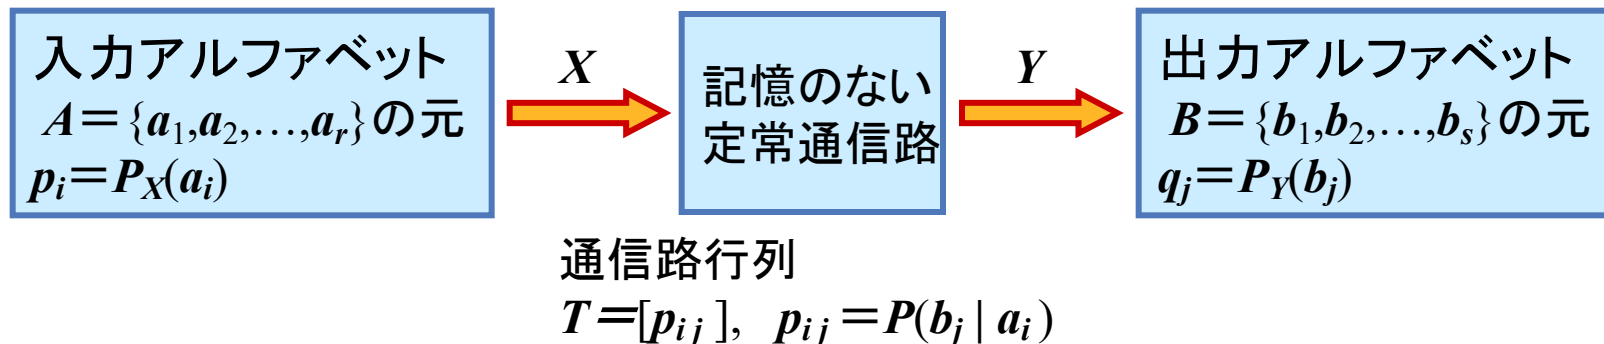 入力アルファベット
A＝{a1,a2,…,ar}の元
pi＝PX(ai)
X
記憶のない
定常通信路
Y
出力アルファベット
B＝{b1,b2,…,bs}の元
qj＝PY(bj)
通信路行列
T＝[pij], pij＝P(bj | ai)